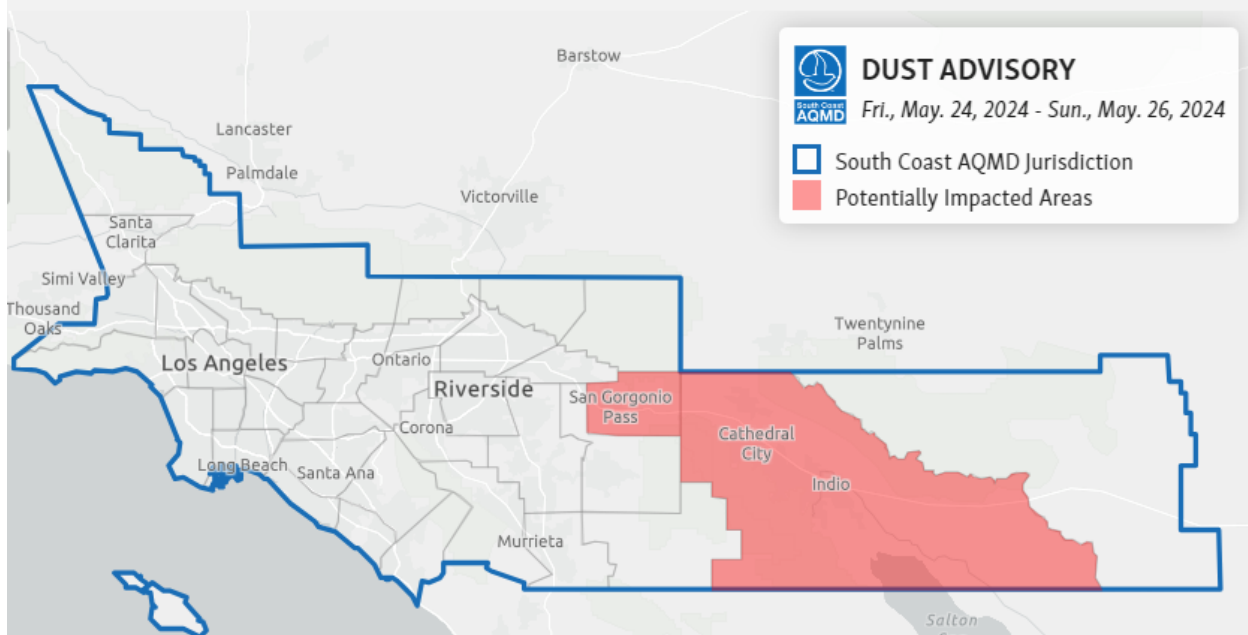 Barstow
DUST ADVISORY
South Coast
AQMD
Fri., May. 24, 2024 - Sun., May. 26, 2024
South Coast AQMD Jurisdiction
Potentially Impacted Areas
Lancaster
Palmdale
Victorville
Santa
Clarita
Simi Valley
Thousand
Oaks
Twentynine
Palms
Los Angeles
Ontario
Riverside
San Gorgonio
Pass
Corona
Cathedral
City
Long Beach
Santa Ana
Indio
Murrieta
Salton